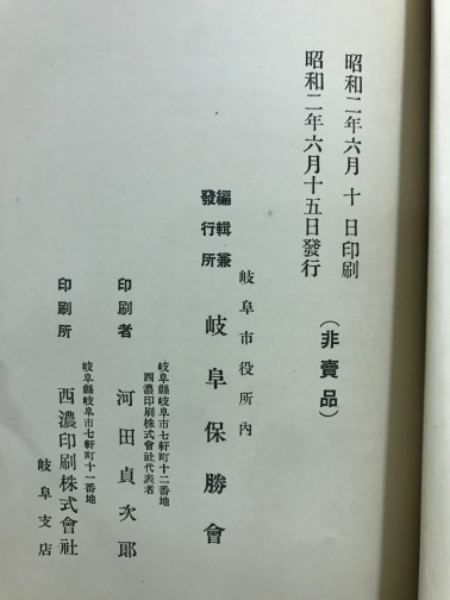 昭和二年六月十日印刷
昭和二年六月十五日發行
(非賣品)
岐阜市役所內
編輯兼
發行所
岐阜保勝會
岐阜縣岐阜市七軒町十二番地
西濃印刷株式會社代表者
印刷者
河田貞次郞
岐阜縣岐阜市七軒町十一番地
印刷所
西濃印刷株式會社
岐阜支店